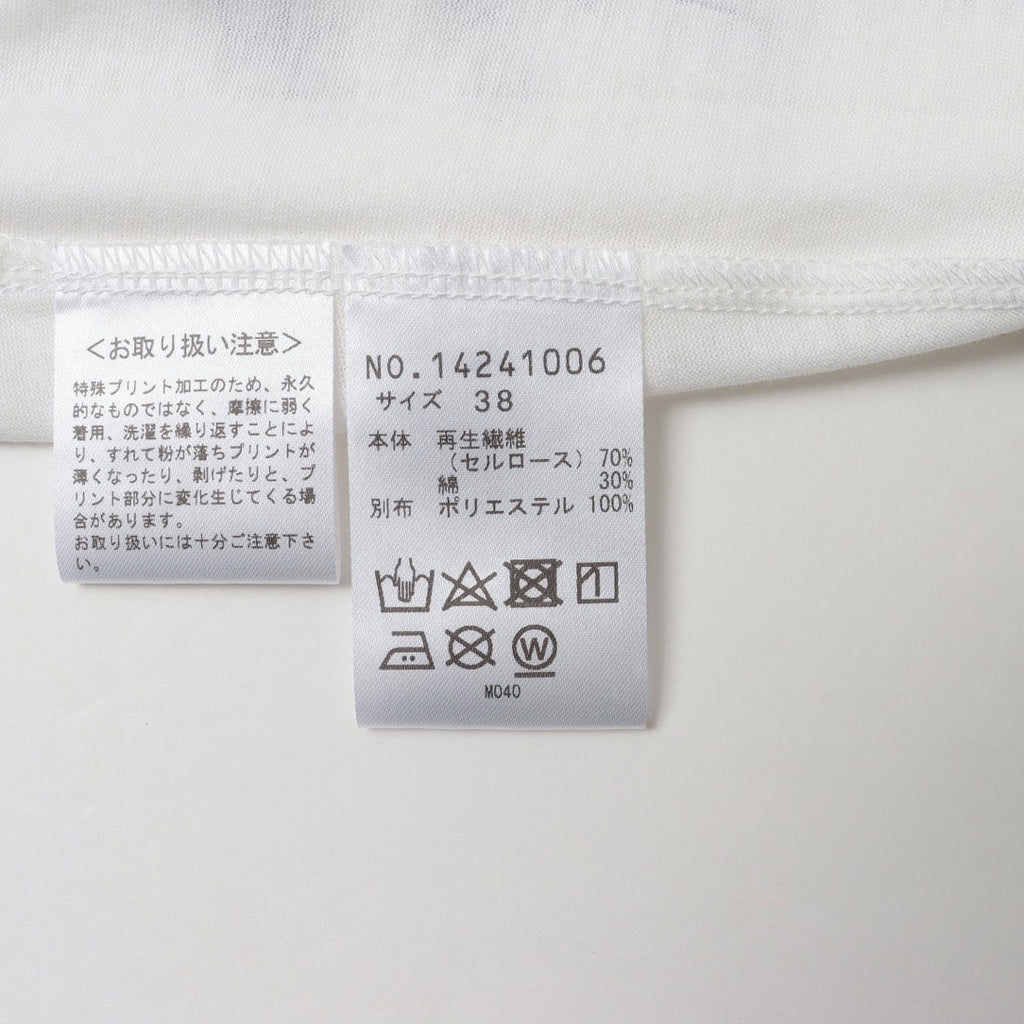 <お取り扱い注意>
特殊プリント加工のため、永久
的なものではなく、摩擦に弱く
着用、洗濯を繰り返すことによ
り、すれて粉が落ちプリントが
薄くなったり、剥げたりと、プ
リント部分に変化生じてくる場
合があります。
お取り扱いには十分ご注意下さ
い。
NO.14241006
サイズ 38
本体 再生繊維
（セルロース） 70%
綿 30%
別布 ポリエステル 100%
W
M040